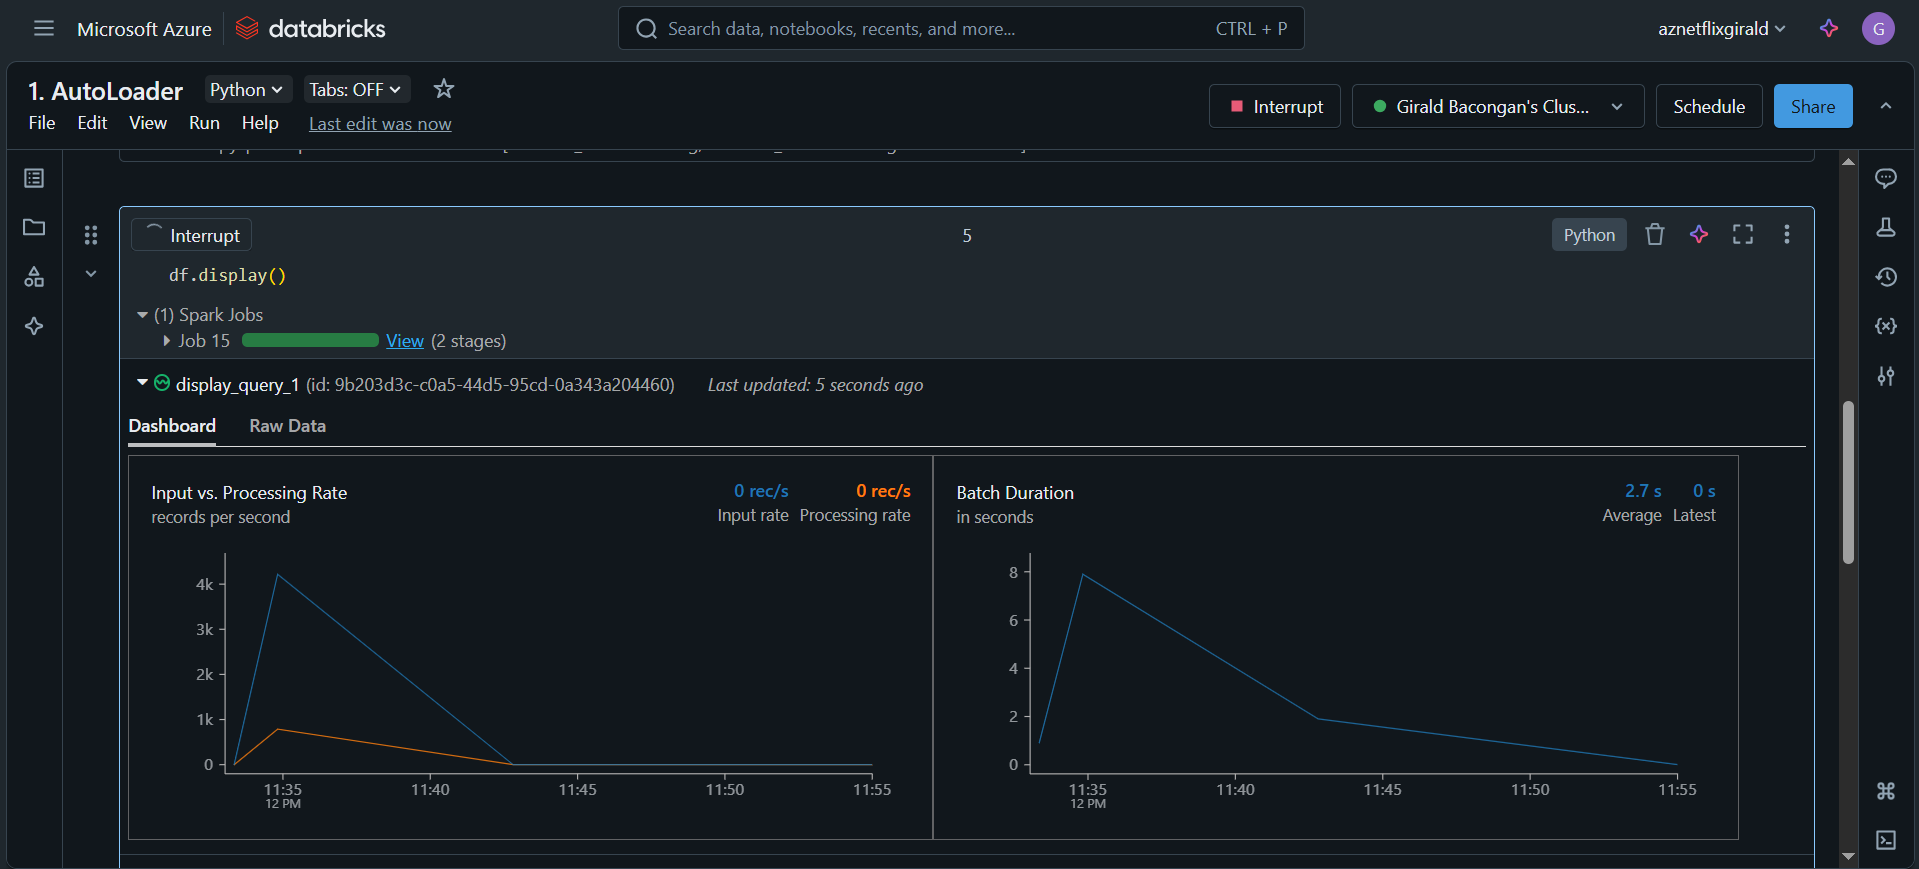 Microsoft Azure databricks Search data, notebooks, recents, and more... CTRL + P aznetflixgirald G
1. AutoLoader Python Tabs: OFF
File Edit View Run Help Last edit was now
Interrupt Girald Bacongan's Clus... Schedule Share
Interrupt 5 Python
df.display()
(1) Spark Jobs
Job 15 View (2 stages)
display_query_1 (id: 9b203d3c-c0a5-44d5-95cd-0a343a204460) Last updated: 5 seconds ago
Dashboard Raw Data
Input vs. Processing Rate
records per second
0 rec/s 0 rec/s
Input rate Processing rate
4k
3k
2k
1k
0
11:35 11:40 11:45 11:50 11:55
12 PM
Batch Duration
in seconds
2.7 s 0 s
Average Latest
8
6
4
2
0
11:35 11:40 11:45 11:50 11:55
12 PM